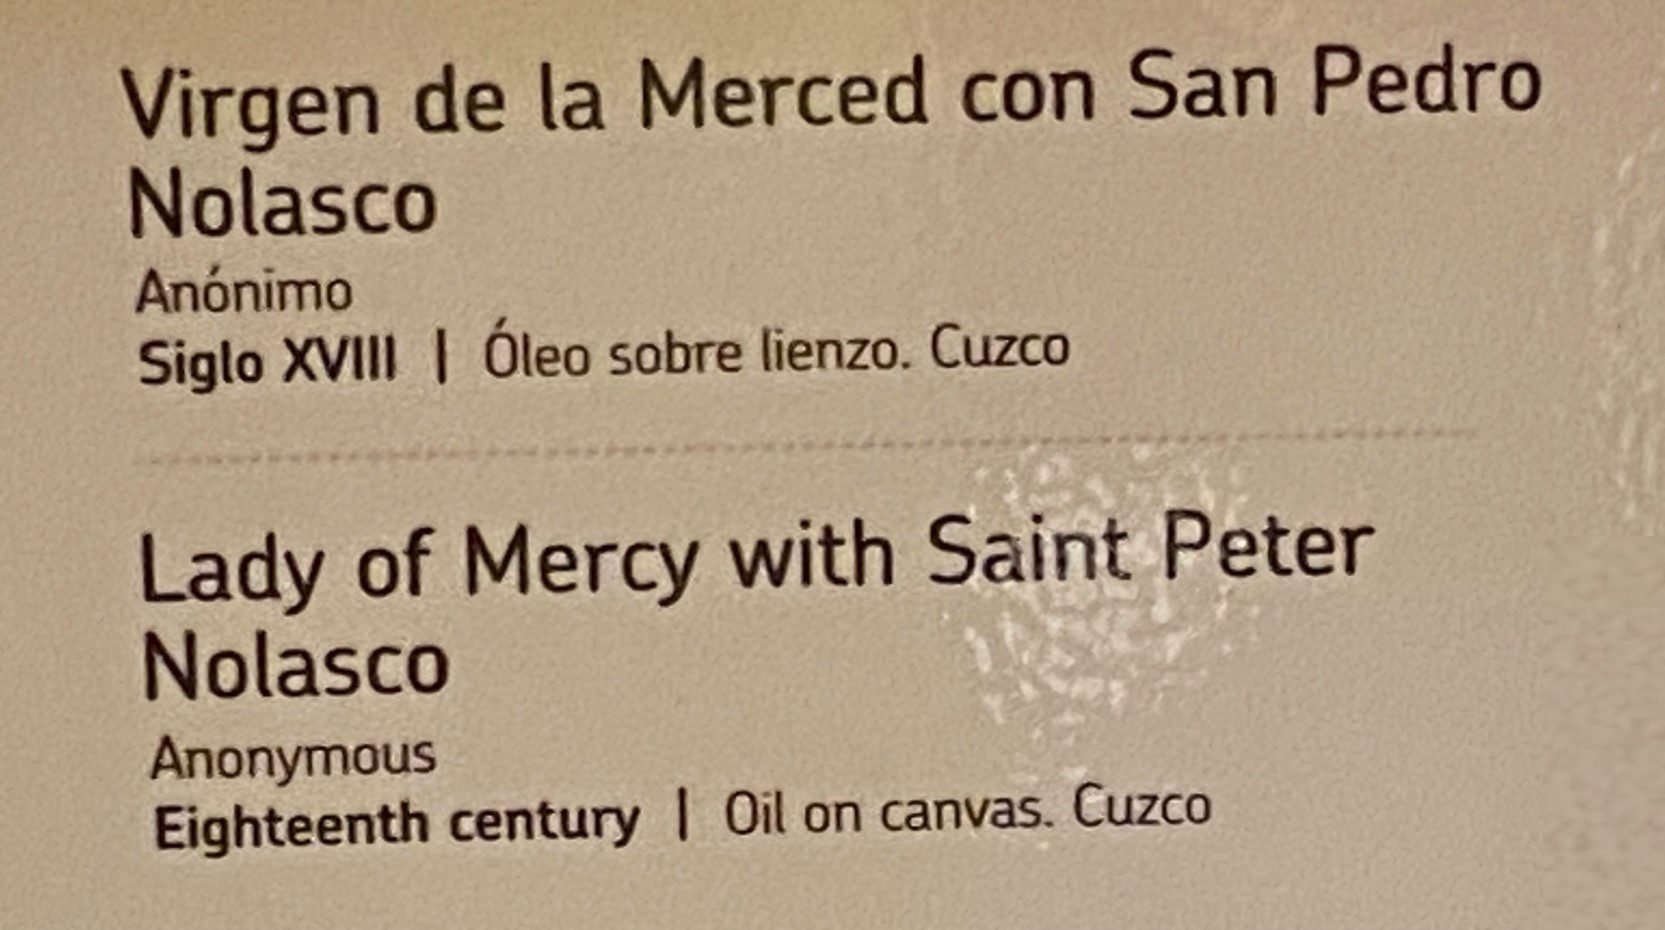 Virgen de la Merced con San Pedro
Nolasco
Anónimo
Siglo XVIII | Óleo sobre lienzo. Cuzco
Lady of Mercy with Saint Peter
Nolasco
Anonymous
Eighteenth century | Oil on canvas. Cuzco